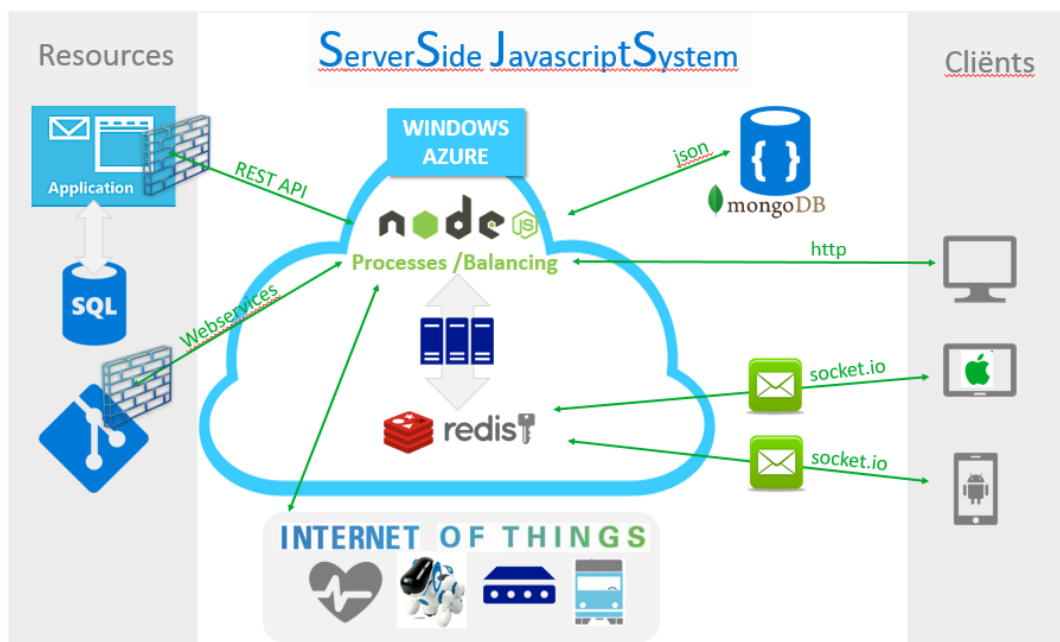 Resources
ServerSide JavascriptSystem
Cliënts
WINDOWS
AZURE
Application
REST API
json
node
JS
mongoDB
Processes /Balancing
http
SQL
Webservices
socket.io
redis
socket.io
INTERNET OF THINGS